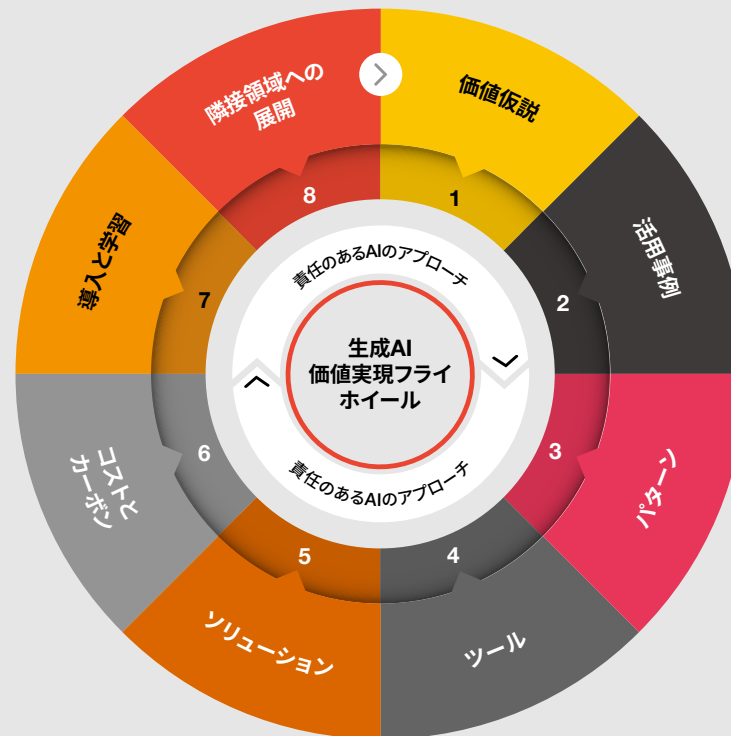 価値仮説
1
活用事例
2
パターン
3
ツール
4
ソリューション
5
コストと
カーボン
6
導入と学習
7
隣接領域への
展開
8
責任のあるAIのアプローチ
生成AI
価値実現フライ
ホイール
責任のあるAIのアプローチ